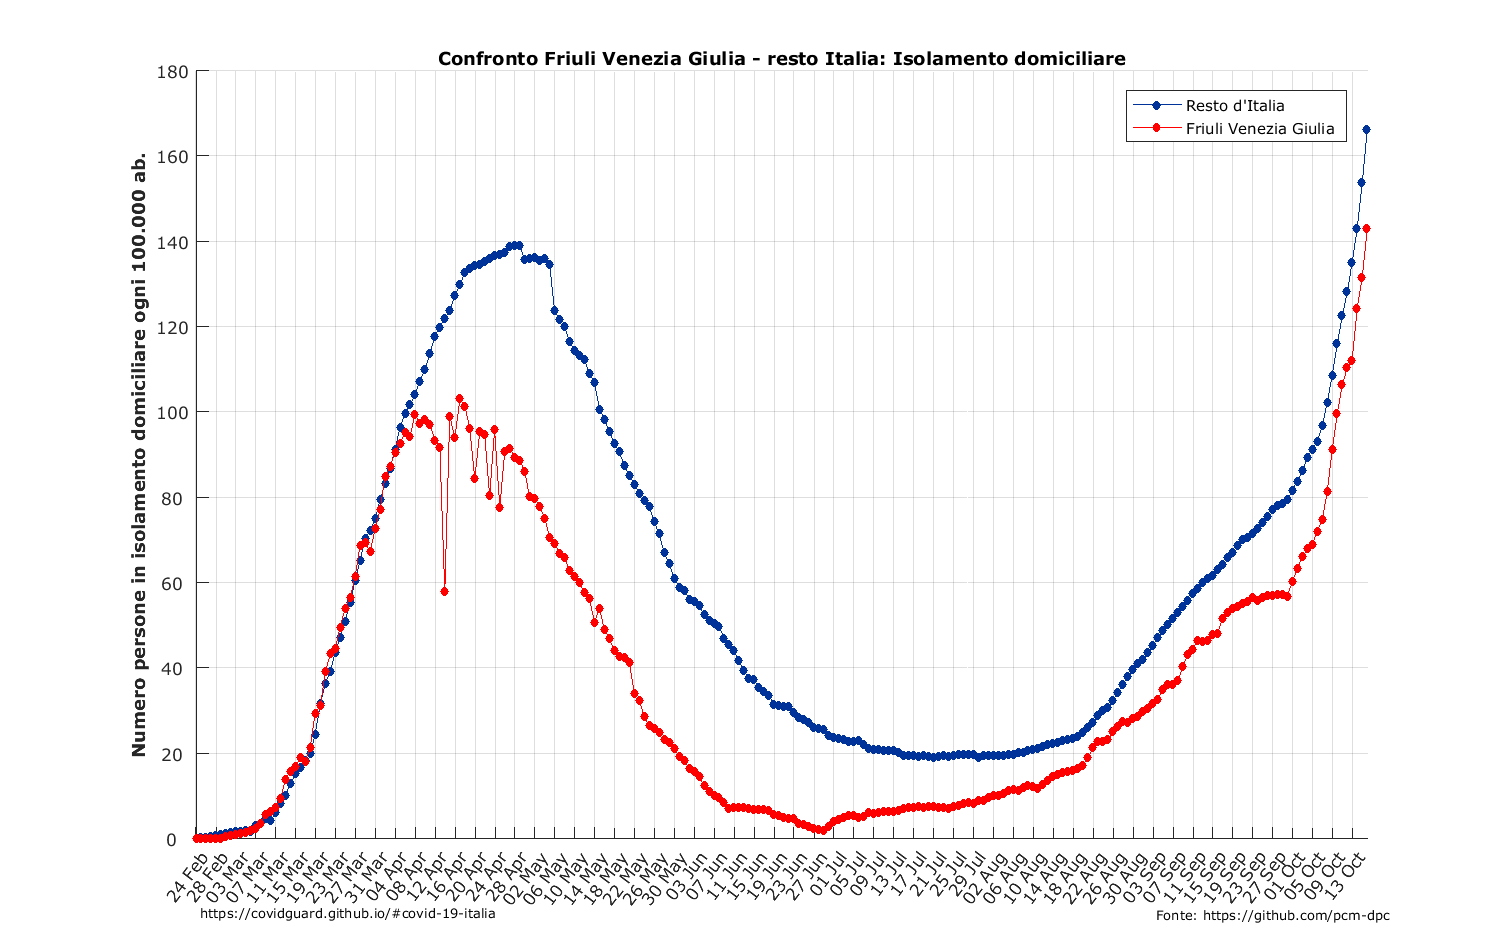 Confronto Friuli Venezia Giulia - resto Italia: Isolamento domiciliare
Numero persone in isolamento domiciliare ogni 100.000 ab.
180
160
140
120
100
80
60
40
20
0
Resto d'Italia
Friuli Venezia Giulia
24 Feb
28 Feb
03 Mar
07 Mar
11 Mar
15 Mar
19 Mar
23 Mar
27 Mar
31 Mar
04 Apr
08 Apr
12 Apr
16 Apr
20 Apr
24 Apr
28 Apr
02 May
06 May
10 May
14 May
18 May
22 May
26 May
30 May
03 Jun
07 Jun
11 Jun
15 Jun
19 Jun
23 Jun
27 Jun
01 Jul
05 Jul
09 Jul
13 Jul
17 Jul
21 Jul
25 Jul
29 Jul
02 Aug
06 Aug
10 Aug
14 Aug
18 Aug
22 Aug
26 Aug
30 Aug
03 Sep
07 Sep
11 Sep
15 Sep
19 Sep
23 Sep
27 Sep
01 Oct
05 Oct
09 Oct
13 Oct
https://covidguard.github.io/#covid-19-italia
Fonte: https://github.com/pcm-dpc